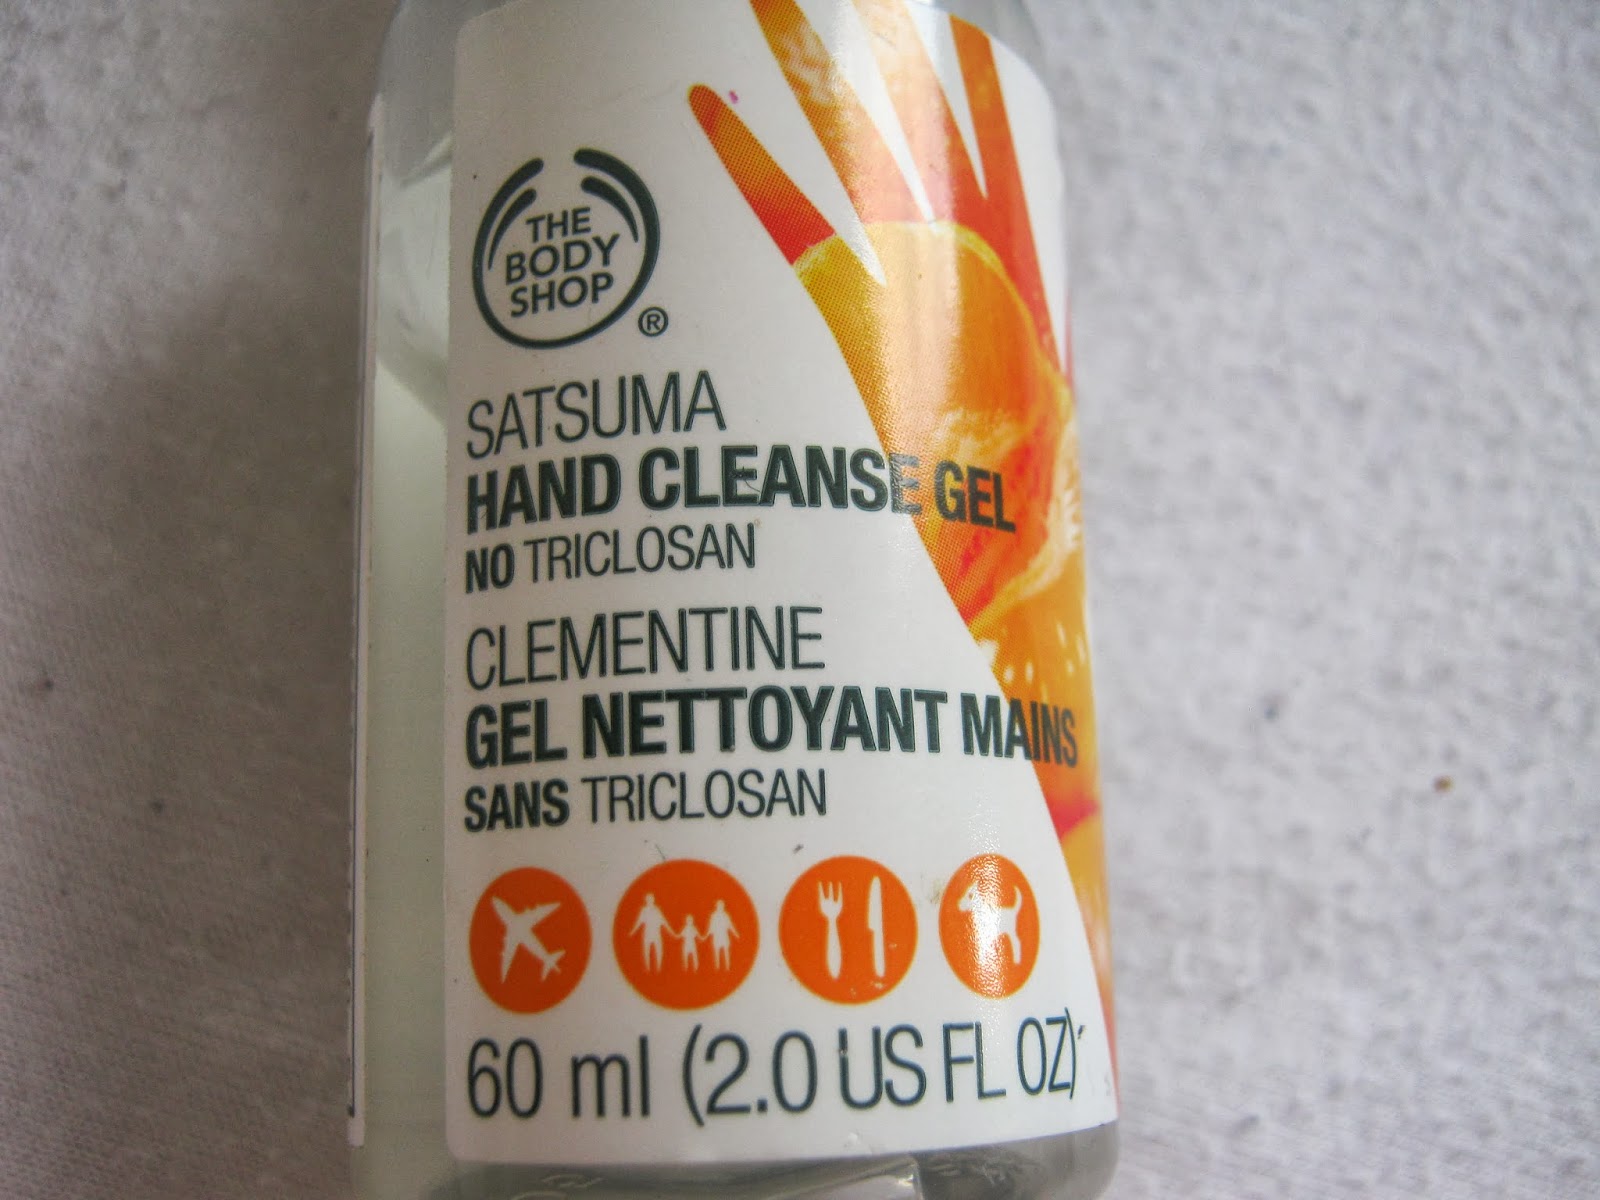 THE
BODY
SHOP
®
SATSUMA
HAND CLEANSE GEL
NO TRICLOSAN
CLEMENTINE
GEL NETTOYANT MAINS
SANS TRICLOSAN
60 ml (2.0 US FL OZ)